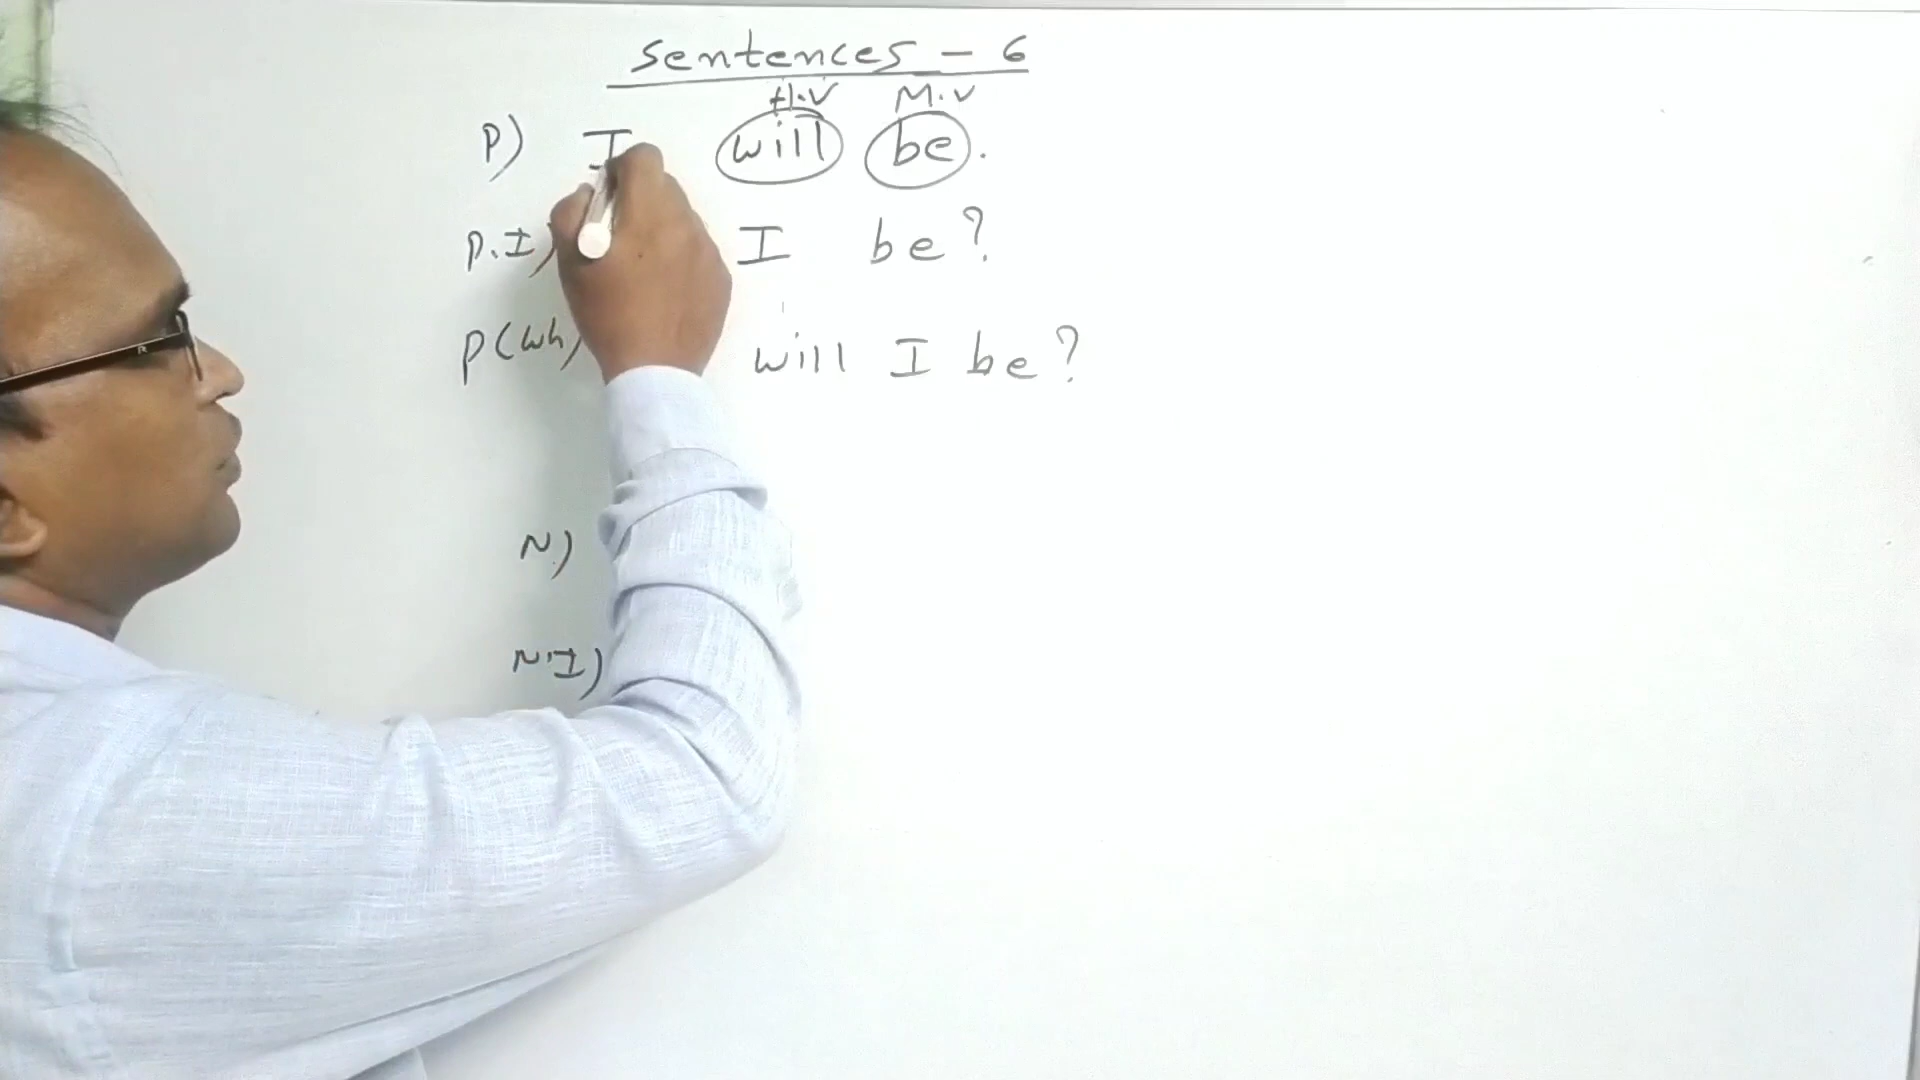 Sentences - 6
H.V M.V
P) I will be.
P.I) I be?
P(Wh) will I be?
N)
N.I)